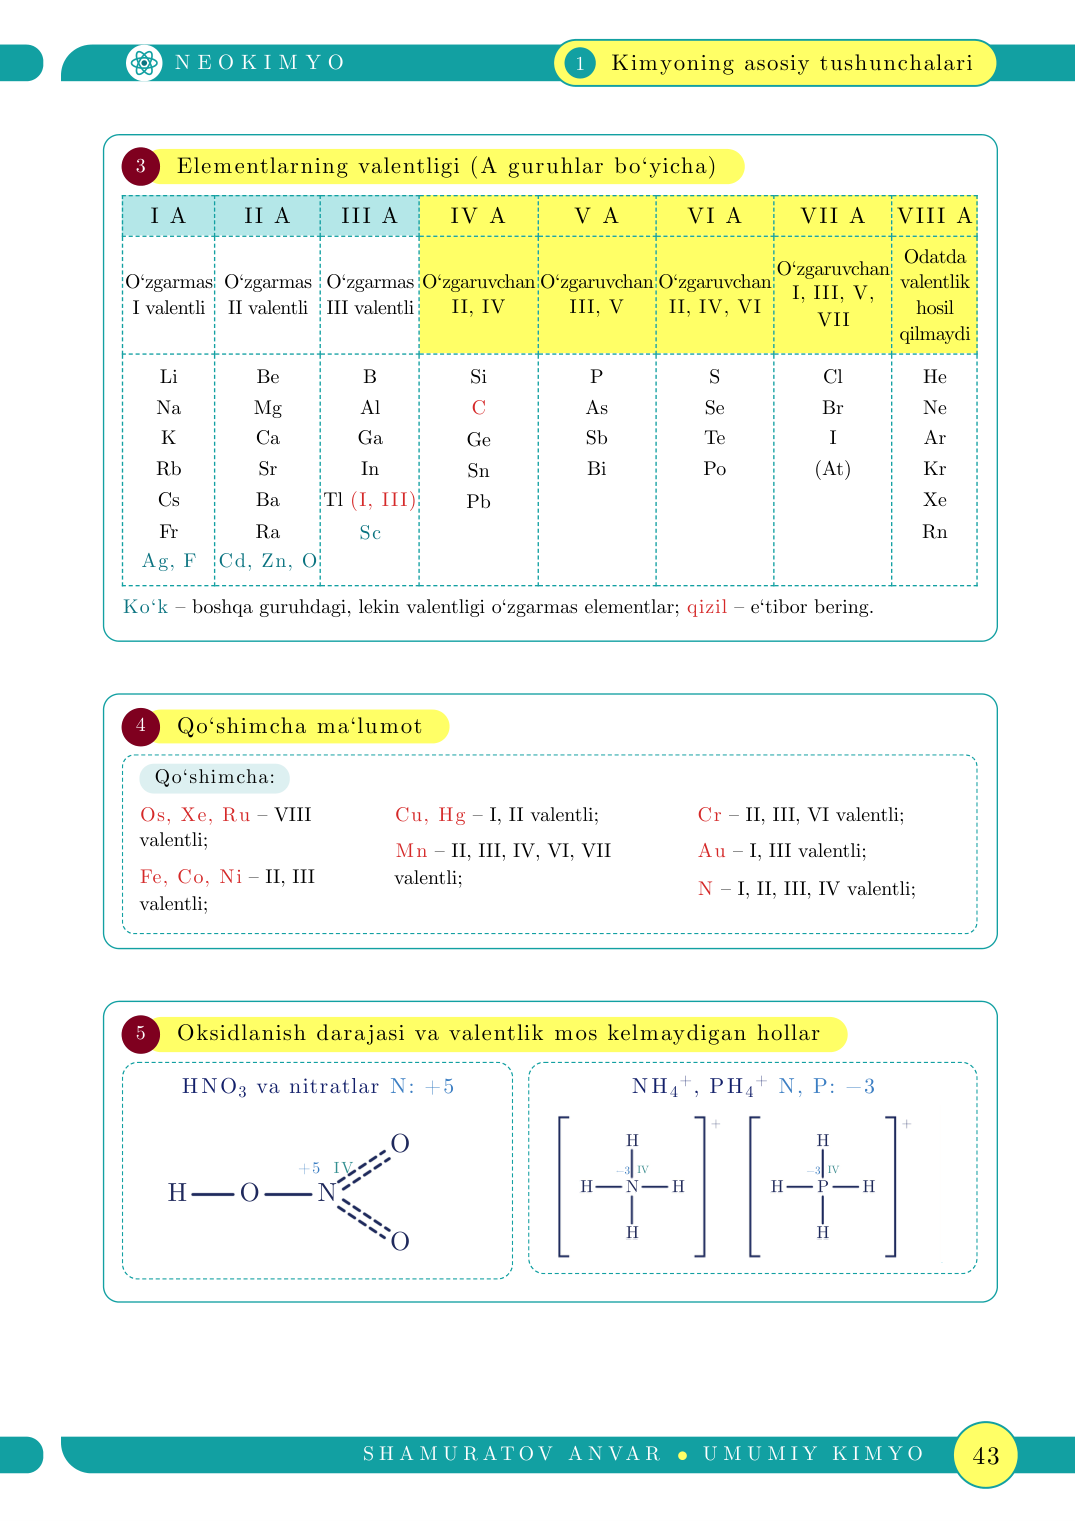 NEOKIMYO
1 Kimyoning asosiy tushunchalari
3 Elementlarning valentligi (A guruhlar bo‘yicha)
I A II A III A IV A V A VI A VII A VIII A
O‘zgarmas I valentli
O‘zgarmas II valentli
O‘zgarmas III valentli
O‘zgaruvchan II, IV
O‘zgaruvchan III, V
O‘zgaruvchan II, IV, VI
O‘zgaruvchan I, III, V, VII
Odatda valentlik hosil qilmaydi
Li Be B Si P S Cl He
Na Mg Al C As Se Br Ne
K Ca Ga Ge Sb Te I Ar
Rb Sr In Sn Bi Po (At) Kr
Cs Ba Tl (I, III) Pb Xe
Fr Ra Sc Rn
Ag, F Cd, Zn, O
Ko‘k – boshqa guruhdagi, lekin valentligi o‘zgarmas elementlar; qizil – e‘tibor bering.
4 Qo‘shimcha ma‘lumot
Qo‘shimcha:
Os, Xe, Ru – VIII
valentli;
Fe, Co, Ni – II, III
valentli;
Cu, Hg – I, II valentli;
Mn – II, III, IV, VI, VII
valentli;
Cr – II, III, VI valentli;
Au – I, III valentli;
N – I, II, III, IV valentli;
5 Oksidlanish darajasi va valentlik mos kelmaydigan hollar
HNO₃ va nitratlar N: +5
O
+5 IV
H O N
O
NH₄⁺, PH₄⁺ N, P: −3
+
H
−3 IV
H N H
H
+
H
−3 IV
H P H
H
SHAMURATOV ANVAR ● UMUMIY KIMYO
43